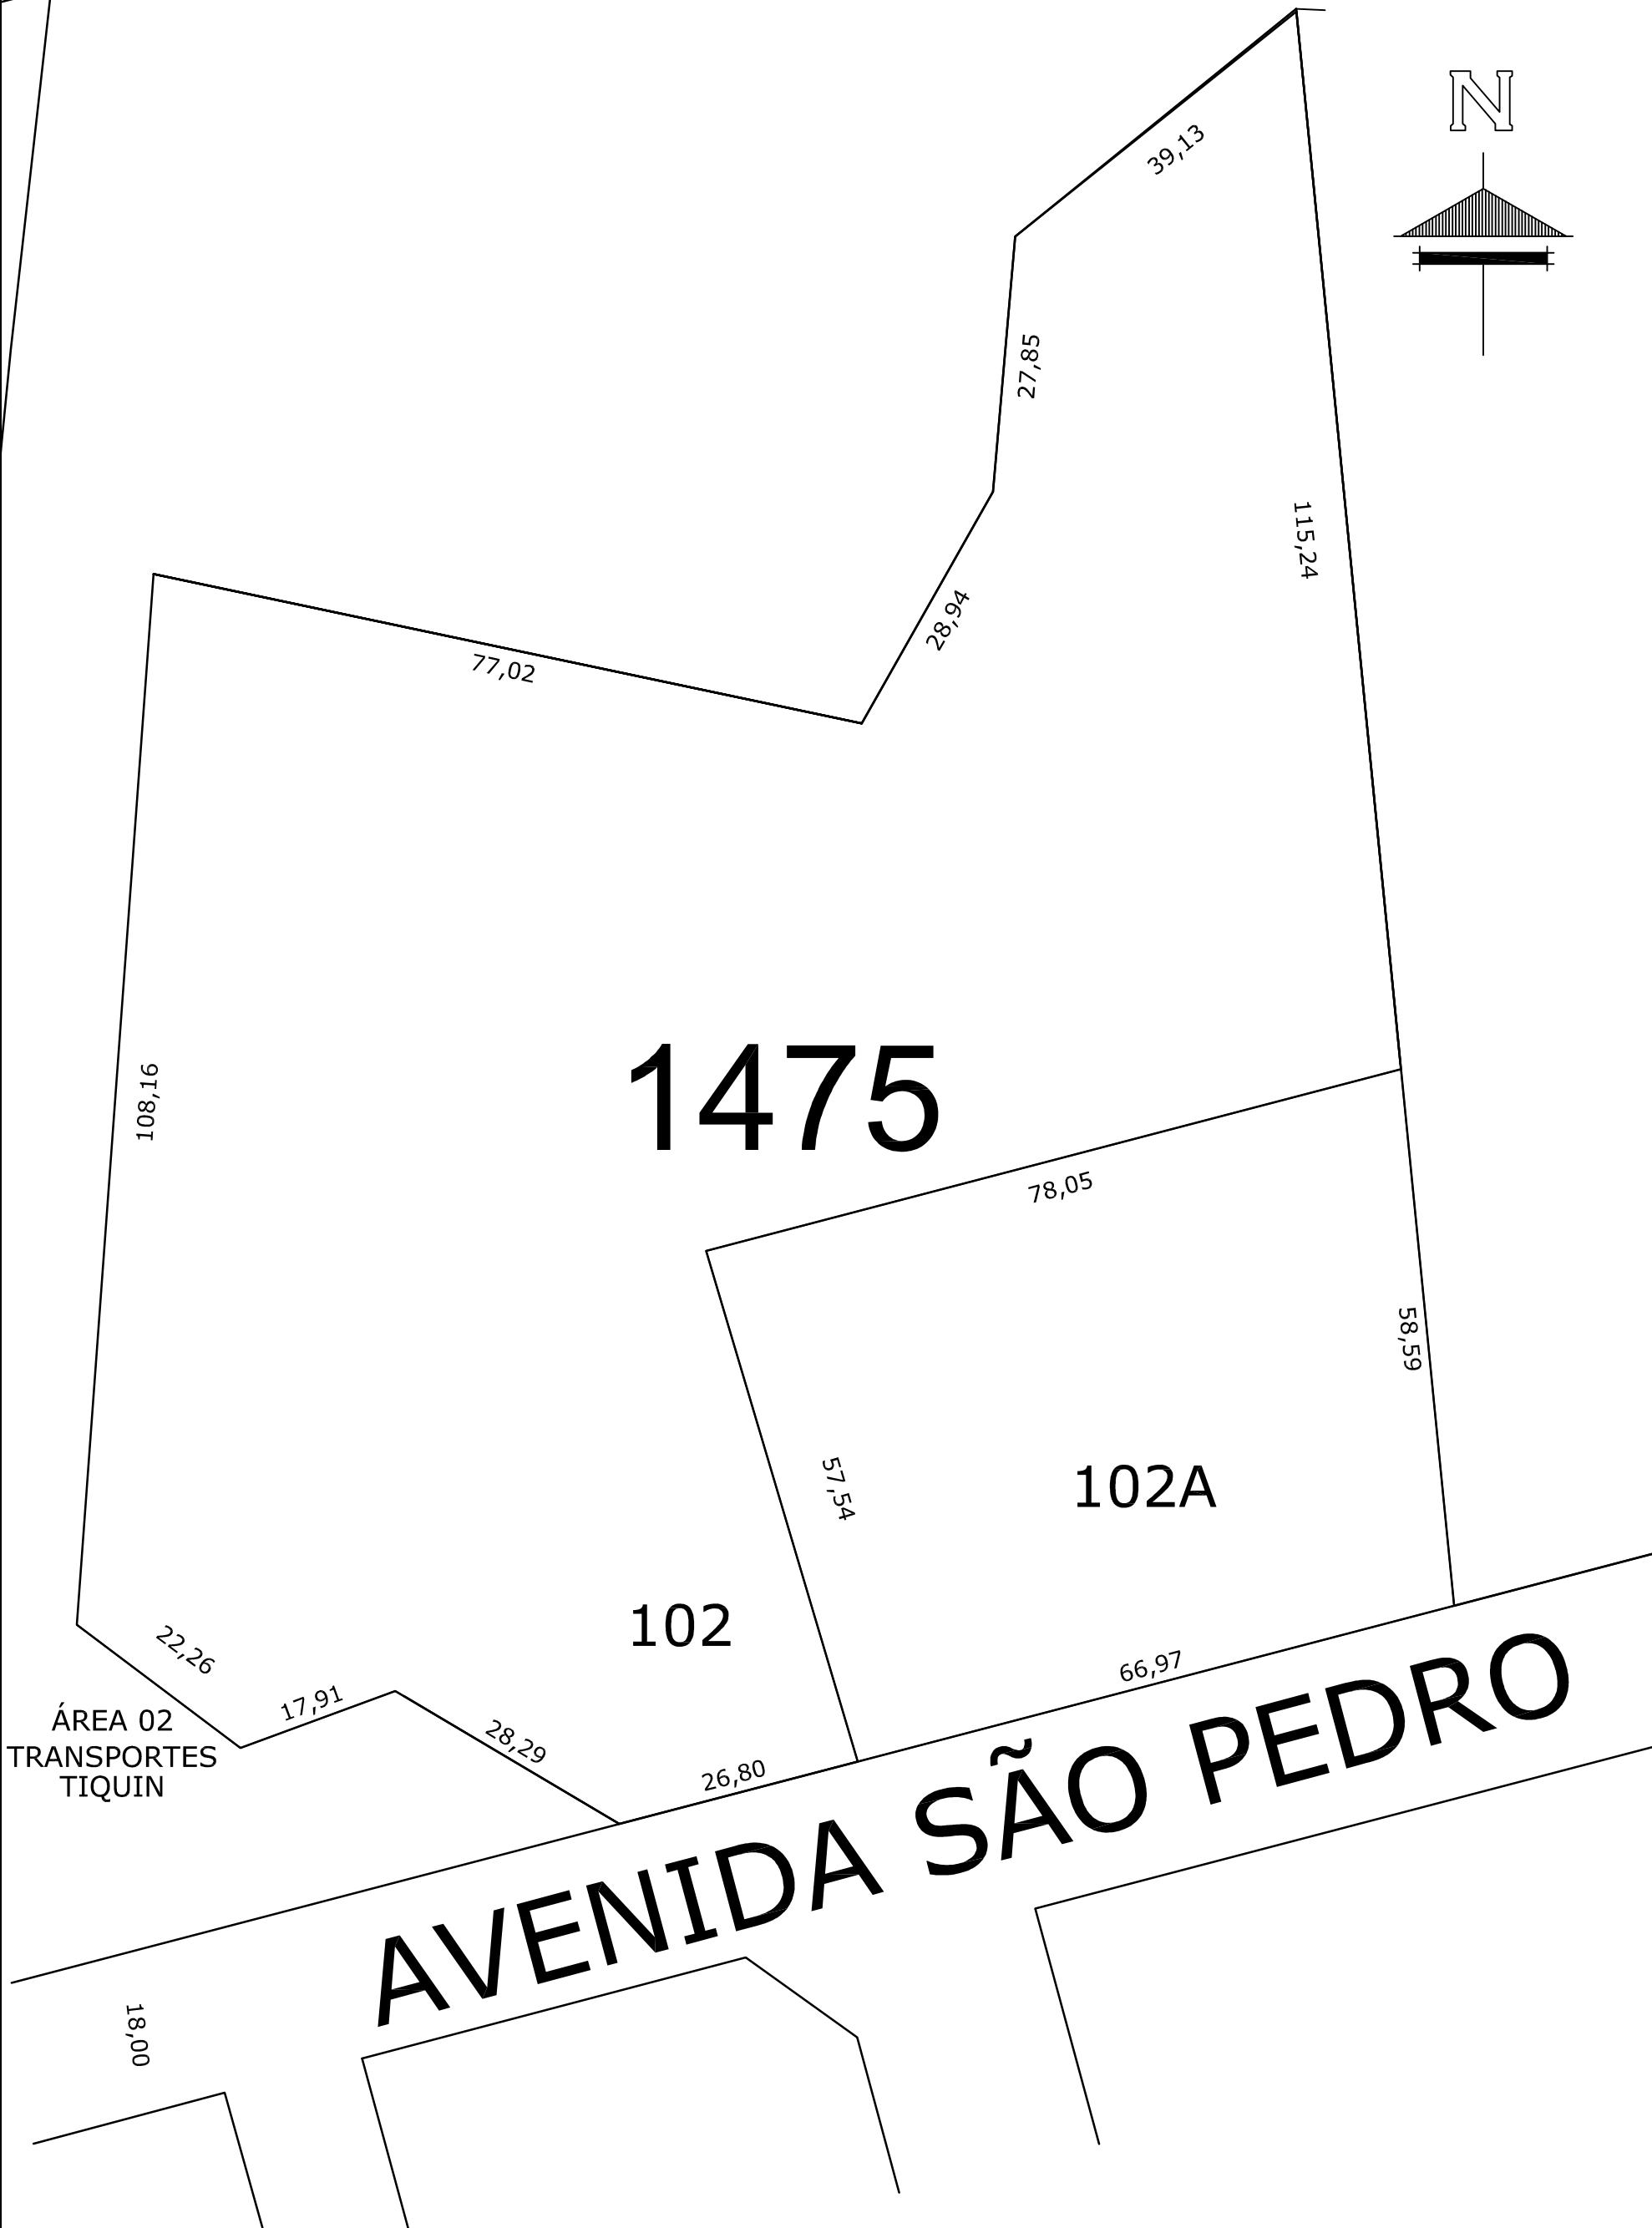 N
39,13
27,85
115,24
28,94
77,02
1475
108,16
78,05
58,59
57,54
102A
102
22,26
66,97
17,91
ÁREA 02
TRANSPORTES
TIQUIN
28,29
26,80
AVENIDA SÃO PEDRO
18,00